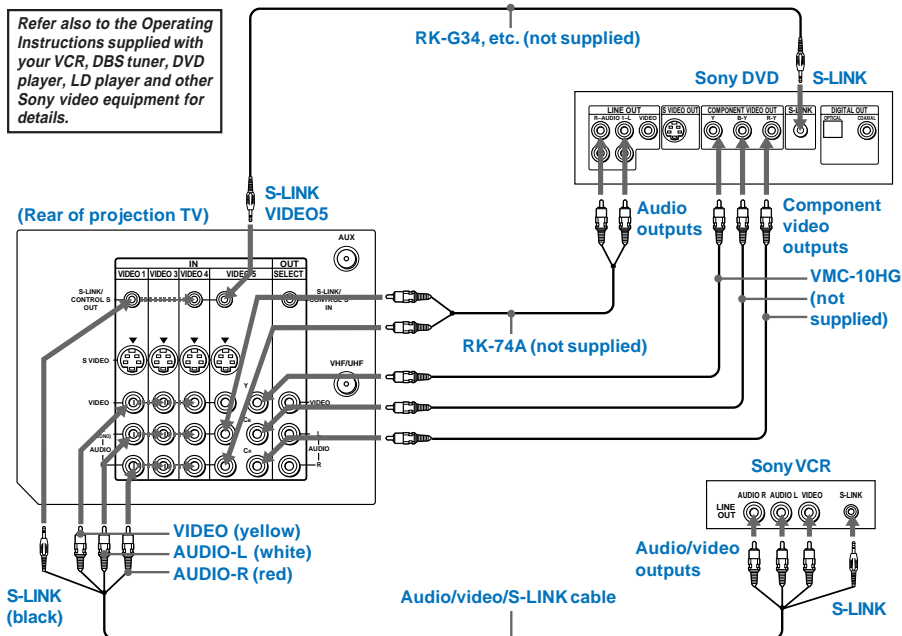 Refer also to the Operating
Instructions supplied with
your VCR, DBS tuner, DVD
player, LD player and other
Sony video equipment for
details.
RK-G34, etc. (not supplied)
Sony DVD
S-LINK
LINE OUT
S VIDEO OUT
COMPONENT VIDEO OUT
S-LINK
DIGITAL OUT
R–AUDIO 1–L
VIDEO
Y
B-Y
R-Y
OPTICAL
COAXIAL
S-LINK
VIDEO5
(Rear of projection TV)
Audio
outputs
Component
video
outputs
AUX
IN
OUT
VIDEO 1
VIDEO 3
VIDEO 4
VIDEO 5
SELECT
S-LINK/
CONTROL S
OUT
S-LINK/
CONTROL S
IN
VMC-10HG
(not
supplied)
RK-74A (not supplied)
S VIDEO
VHF/UHF
Y
VIDEO
VIDEO
CB
AUDIO
CR
L
AUDIO
R
Sony VCR
AUDIO R
AUDIO L
VIDEO
S-LINK
LINE
OUT
VIDEO (yellow)
AUDIO-L (white)
AUDIO-R (red)
Audio/video
outputs
S-LINK
(black)
Audio/video/S-LINK cable
S-LINK